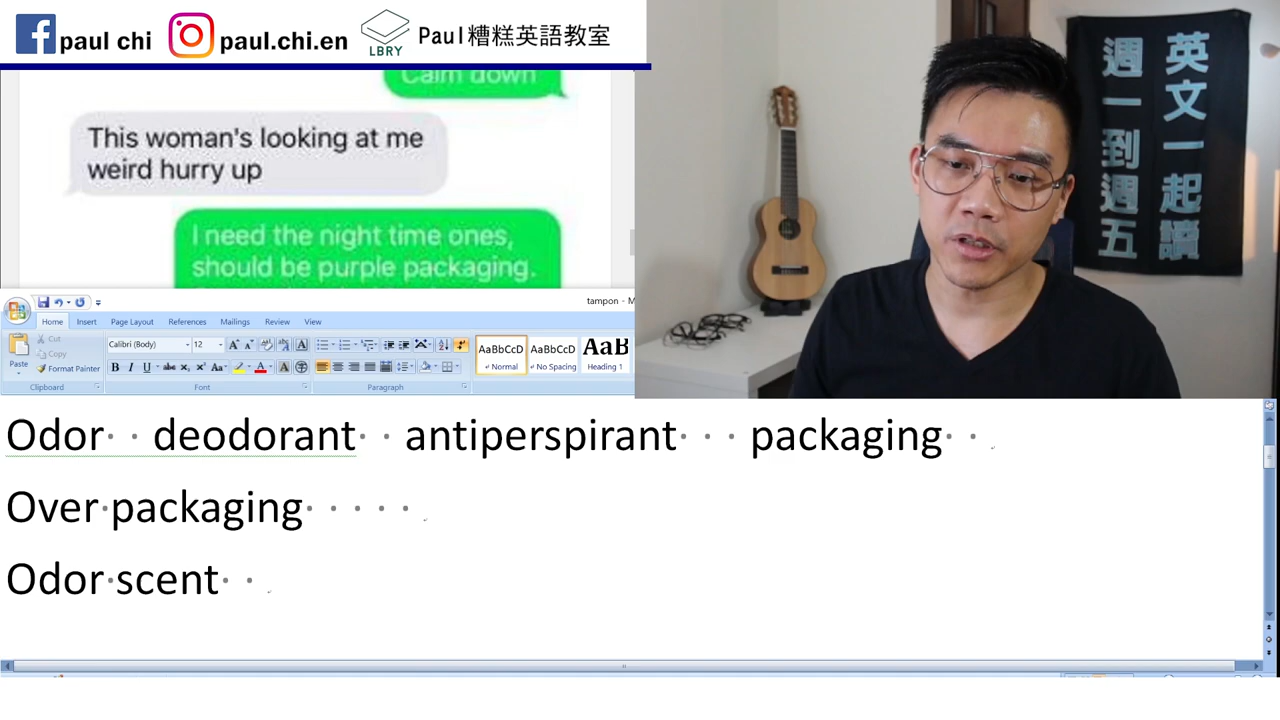 paul chi
paul.chi.en
LBRY
Paul糟糕英語教室
Calm down
This woman's looking at me
weird hurry up
I need the night time ones,
should be purple packaging.
英文一起讀
週一到週五
tampon - M
Home Insert Page Layout References Mailings Review View
Paste
Cut
Copy
Format Painter
Calibri (Body) 12
AaBbCcD AaBbCcD AaB
Normal No Spacing Heading 1
Clipboard Font Paragraph
Odor deodorant antiperspirant packaging
Over packaging
Odor scent